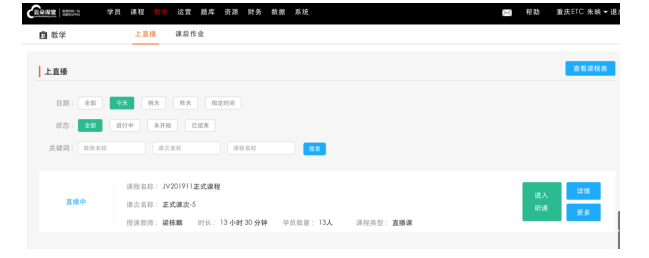 云朵课堂 学员 课程 教学 运营 题库 资源 财务 数据 系统 帮助 重庆ETC 朱映 退
教学 上直播 课后作业
上直播 查看课程表
日期： 全部 今天 明天 昨天 指定时间
状态： 全部 进行中 未开始 已结束
关键词： 教师名称 课次名称 课程名称 搜索
课程名称： JV201911正式课程
直播中 课次名称： 正式课次-5 进入听课 详情
授课教师： 梁栋麟 时长： 13 小时 30 分钟 学员数量： 13人 课程类型： 直播课 更多